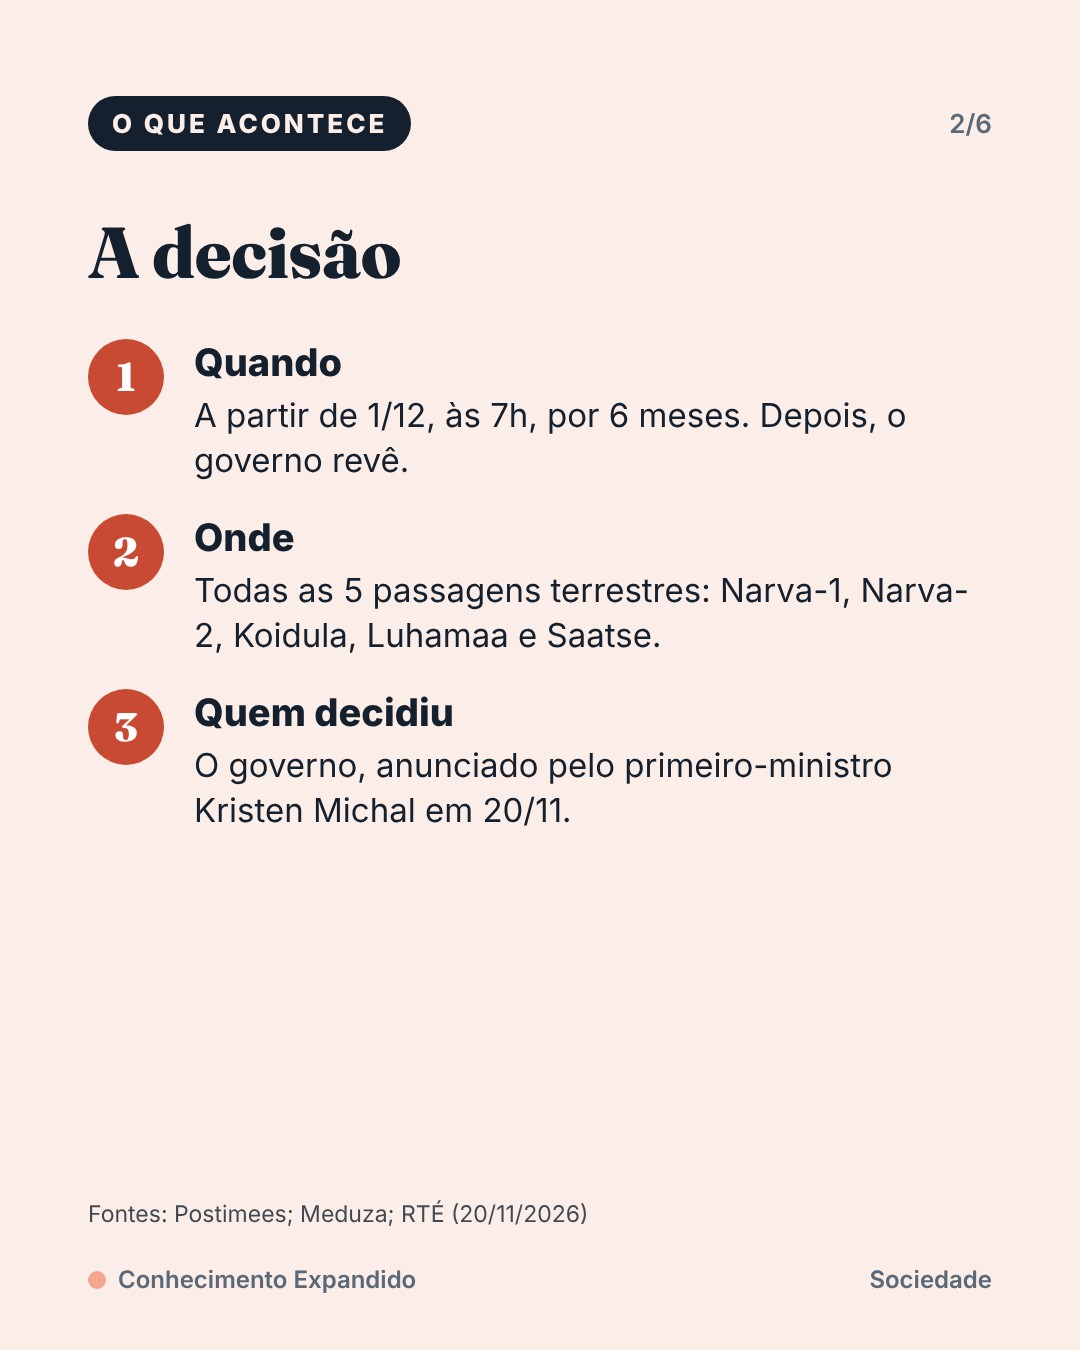 O QUE ACONTECE
2/6
A decisão
1
Quando
A partir de 1/12, às 7h, por 6 meses. Depois, o
governo revê.
2
Onde
Todas as 5 passagens terrestres: Narva-1, Narva-
2, Koidula, Luhamaa e Saatse.
3
Quem decidiu
O governo, anunciado pelo primeiro-ministro
Kristen Michal em 20/11.
Fontes: Postimees; Meduza; RTÉ (20/11/2026)
Conhecimento Expandido
Sociedade